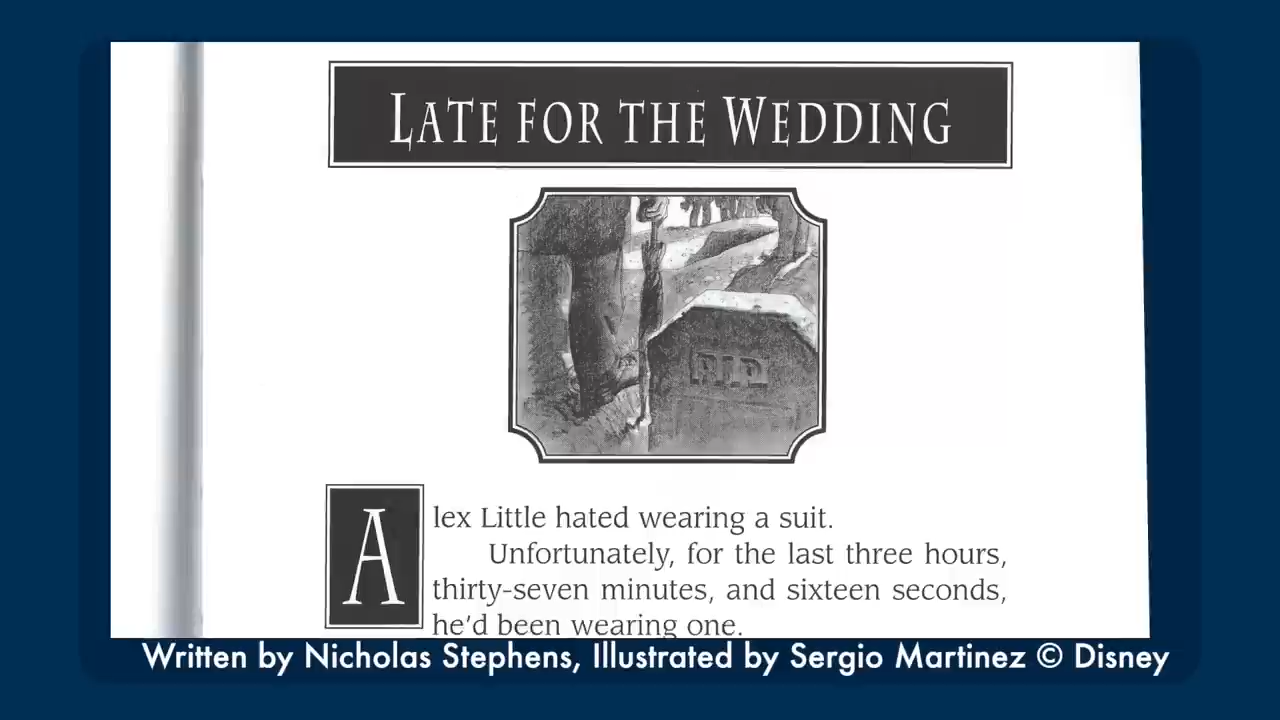 LATE FOR THE WEDDING
RIP
Alex Little hated wearing a suit.
Unfortunately, for the last three hours,
thirty-seven minutes, and sixteen seconds,
he'd been wearing one.
Written by Nicholas Stephens, Illustrated by Sergio Martinez © Disney